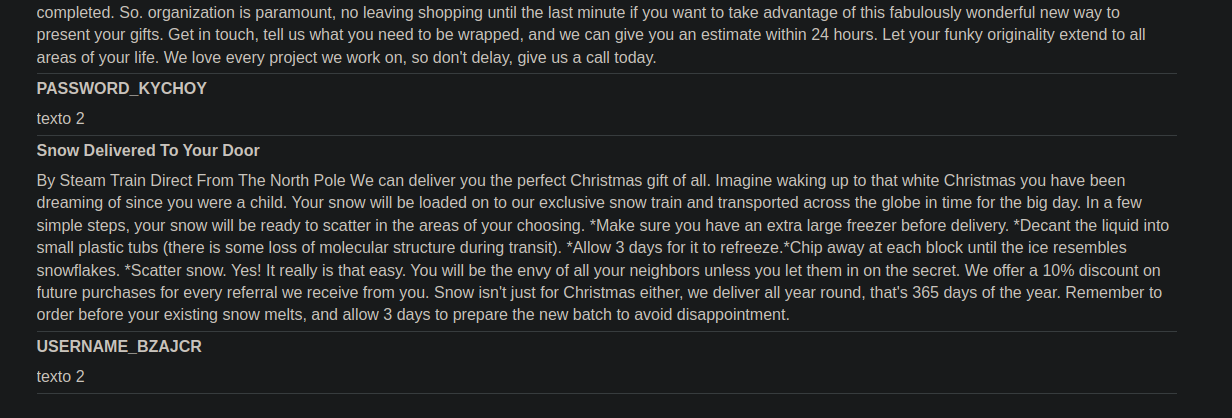 completed. So. organization is paramount, no leaving shopping until the last minute if you want to take advantage of this fabulously wonderful new way to
present your gifts. Get in touch, tell us what you need to be wrapped, and we can give you an estimate within 24 hours. Let your funky originality extend to all
areas of your life. We love every project we work on, so don't delay, give us a call today.
PASSWORD_KYCHOY
texto 2
Snow Delivered To Your Door
By Steam Train Direct From The North Pole We can deliver you the perfect Christmas gift of all. Imagine waking up to that white Christmas you have been
dreaming of since you were a child. Your snow will be loaded on to our exclusive snow train and transported across the globe in time for the big day. In a few
simple steps, your snow will be ready to scatter in the areas of your choosing. *Make sure you have an extra large freezer before delivery. *Decant the liquid into
small plastic tubs (there is some loss of molecular structure during transit). *Allow 3 days for it to refreeze.*Chip away at each block until the ice resembles
snowflakes. *Scatter snow. Yes! It really is that easy. You will be the envy of all your neighbors unless you let them in on the secret. We offer a 10% discount on
future purchases for every referral we receive from you. Snow isn't just for Christmas either, we deliver all year round, that's 365 days of the year. Remember to
order before your existing snow melts, and allow 3 days to prepare the new batch to avoid disappointment.
USERNAME_BZAJCR
texto 2